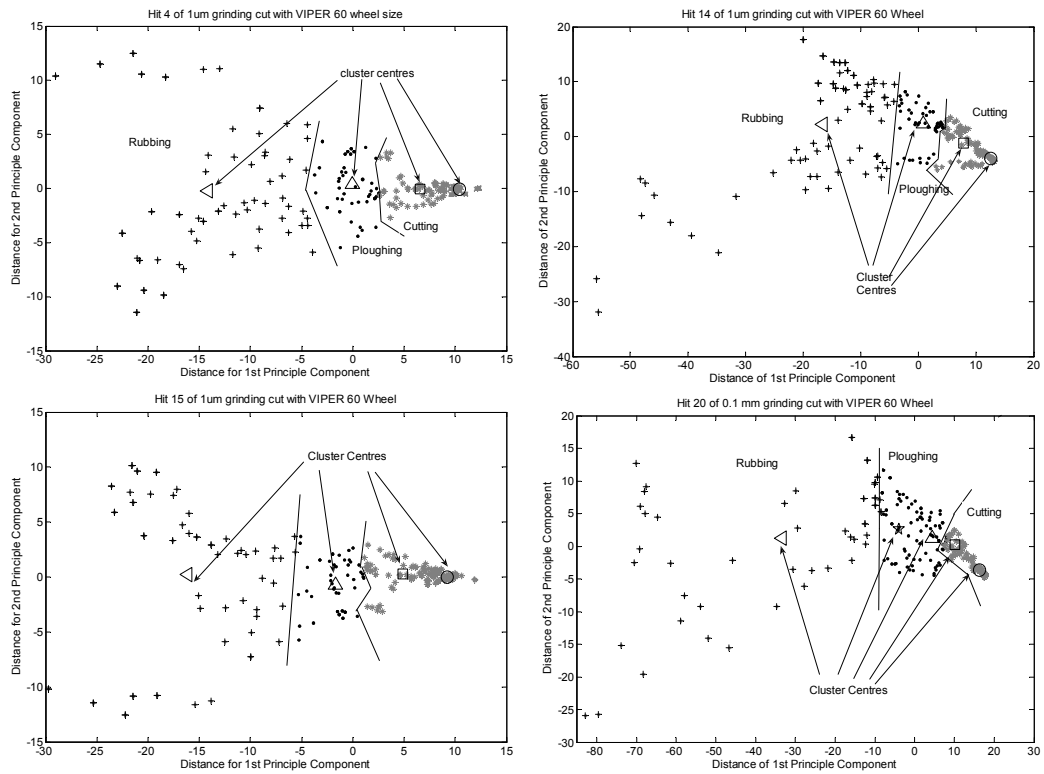 Hit 4 of 1um grinding cut with VIPER 60 wheel size
15
10
5
0
-5
-10
-15
Distance for 2nd Principle Component
cluster centres
Rubbing
Cutting
Ploughing
-30 -25 -20 -15 -10 -5 0 5 10 15
Distance for 1st Principle Component
Hit 14 of 1um grinding cut with VIPER 60 Wheel
20
10
0
-10
-20
-30
-40
Distance of 2nd Principle Component
Rubbing
Cutting
Ploughing
Cluster
Centres
-60 -50 -40 -30 -20 -10 0 10 20
Distance of 1st Principle Component
Hit 15 of 1um grinding cut with VIPER 60 Wheel
15
10
5
0
-5
-10
-15
Distance for 2nd Principle Component
Cluster Centres
-30 -25 -20 -15 -10 -5 0 5 10 15
Distance for 1st Principle Component
Hit 20 of 0.1 mm grinding cut with VIPER 60 Wheel
20
15
10
5
0
-5
-10
-15
-20
-25
-30
Distance of 2nd Principle Component
Rubbing
Ploughing
Cutting
Cluster Centres
-80 -70 -60 -50 -40 -30 -20 -10 0 10 20 30
Distance of 1st Principle Component